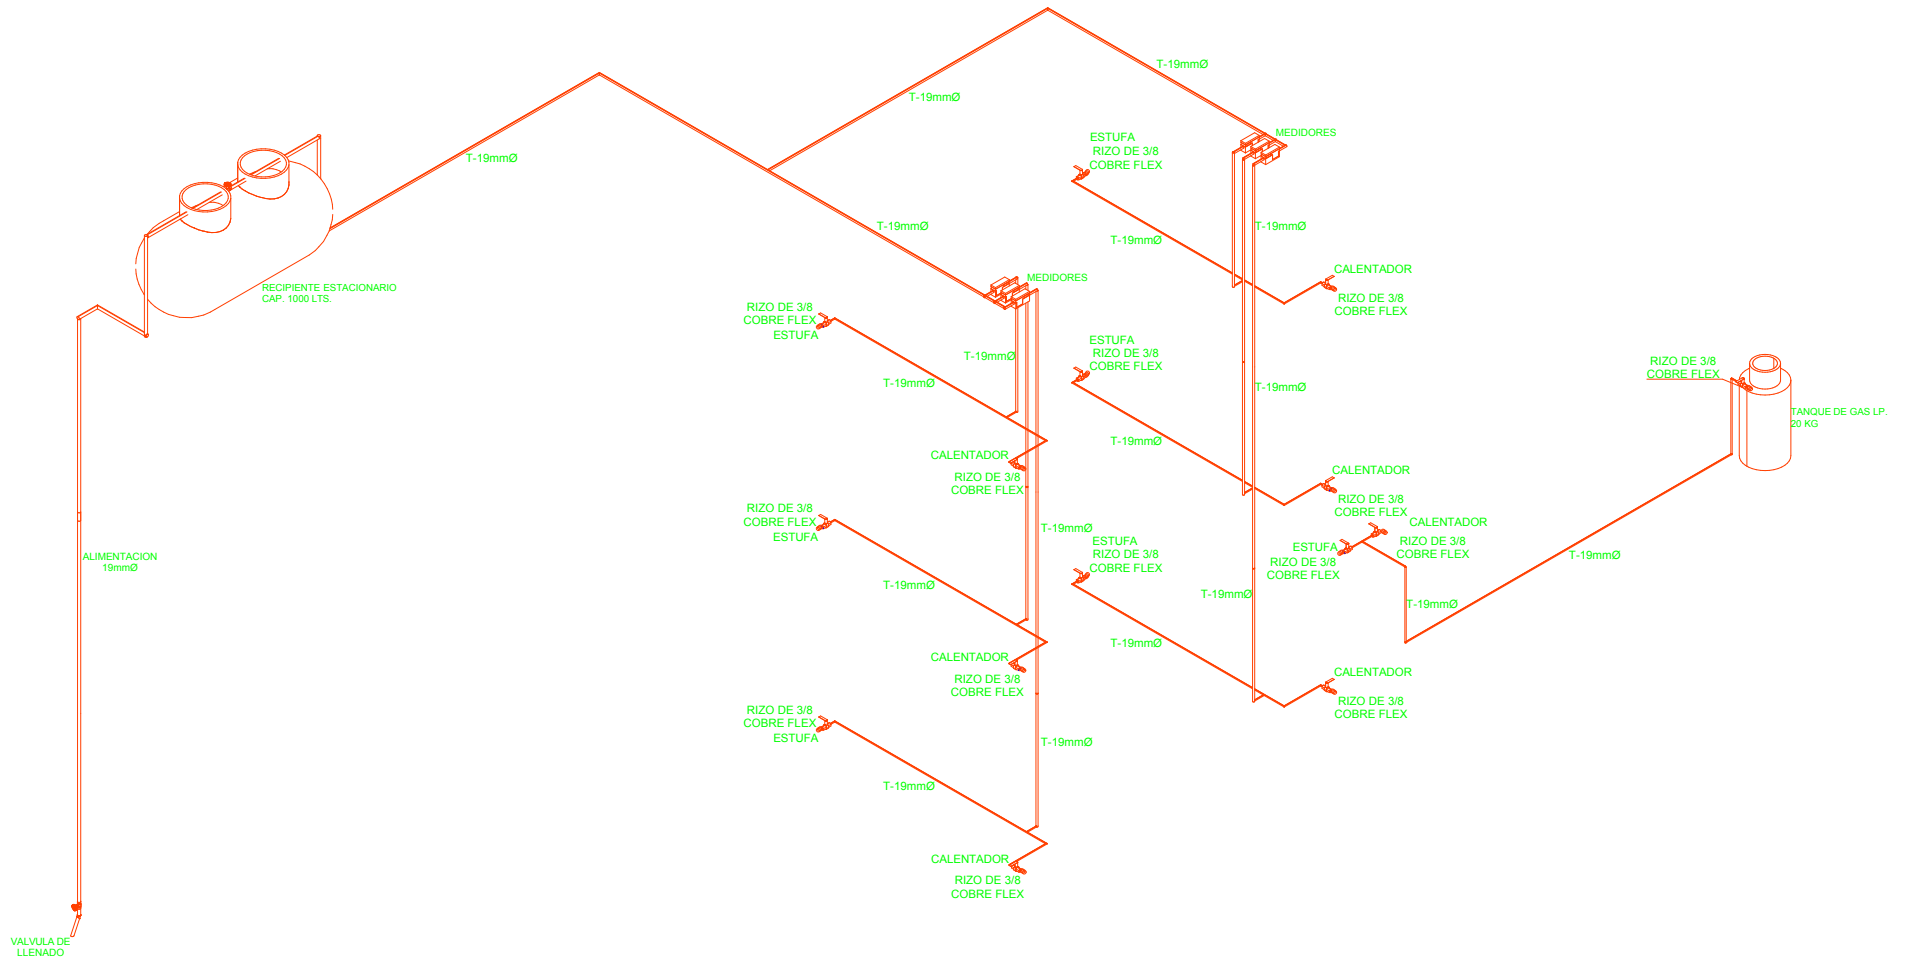 T-19mmØ
T-19mmØ
T-19mmØ
T-19mmØ
RECIPIENTE ESTACIONARIO
CAP. 1000 LTS.
ALIMENTACION
19mmØ
VALVULA DE
LLENADO
MEDIDORES
RIZO DE 3/8
COBRE FLEX
ESTUFA
T-19mmØ
T-19mmØ
CALENTADOR
RIZO DE 3/8
COBRE FLEX
RIZO DE 3/8
COBRE FLEX
ESTUFA
T-19mmØ
T-19mmØ
CALENTADOR
RIZO DE 3/8
COBRE FLEX
RIZO DE 3/8
COBRE FLEX
ESTUFA
T-19mmØ
T-19mmØ
CALENTADOR
RIZO DE 3/8
COBRE FLEX
MEDIDORES
ESTUFA
RIZO DE 3/8
COBRE FLEX
T-19mmØ
T-19mmØ
CALENTADOR
RIZO DE 3/8
COBRE FLEX
ESTUFA
RIZO DE 3/8
COBRE FLEX
T-19mmØ
T-19mmØ
CALENTADOR
RIZO DE 3/8
COBRE FLEX
ESTUFA
RIZO DE 3/8
COBRE FLEX
T-19mmØ
T-19mmØ
CALENTADOR
RIZO DE 3/8
COBRE FLEX
CALENTADOR
RIZO DE 3/8
COBRE FLEX
ESTUFA
RIZO DE 3/8
COBRE FLEX
T-19mmØ
T-19mmØ
RIZO DE 3/8
COBRE FLEX
TANQUE DE GAS LP.
20 KG